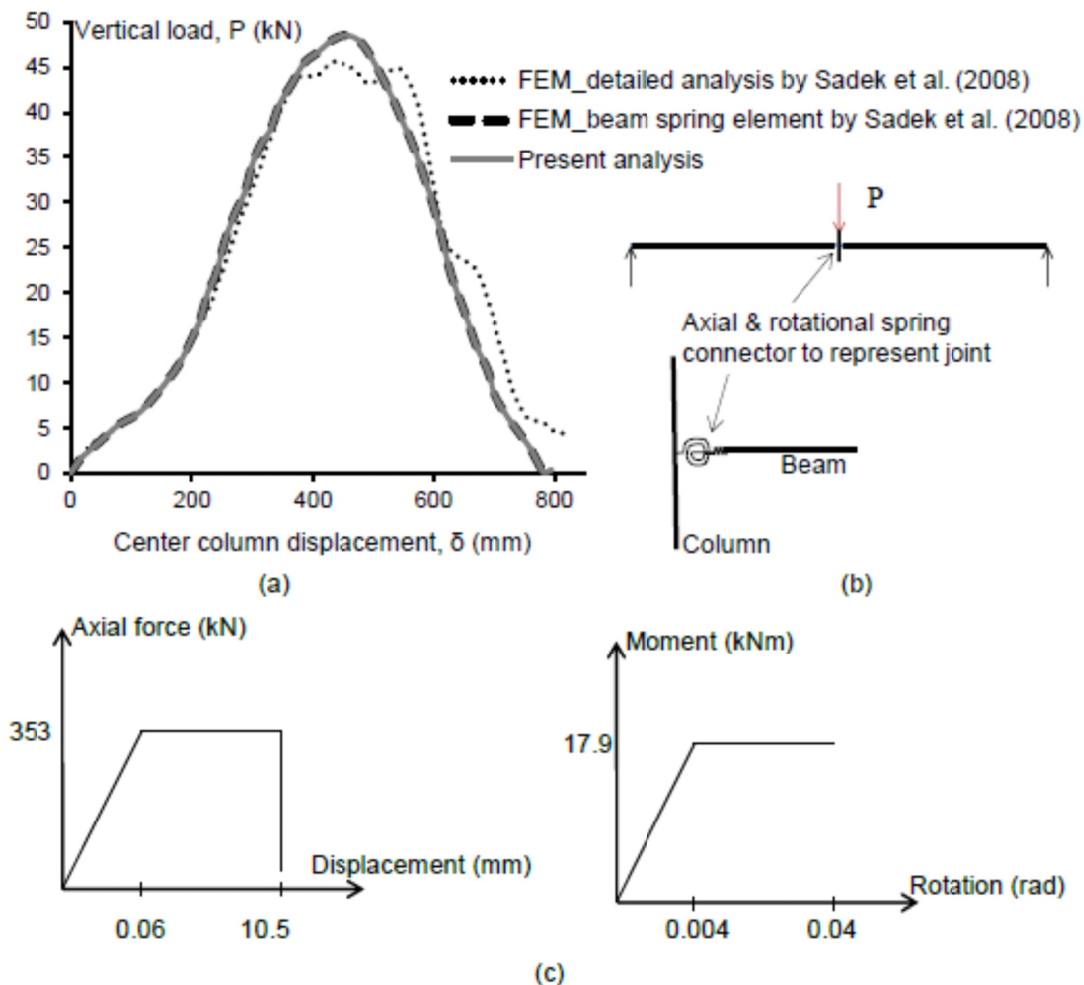 Vertical load, P (kN)
50
45
40
35
30
25
20
15
10
5
0
0 200 400 600 800
Center column displacement, δ (mm)
(a)
FEM_detailed analysis by Sadek et al. (2008)
FEM_beam spring element by Sadek et al. (2008)
Present analysis
P
Axial & rotational spring
connector to represent joint
Beam
Column
(b)
Axial force (kN)
353
Displacement (mm)
0.06 10.5
Moment (kNm)
17.9
Rotation (rad)
0.004 0.04
(c)